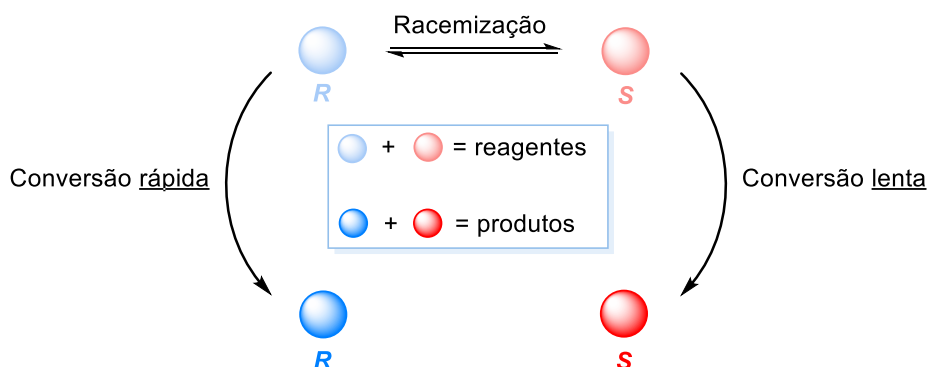 Racemização
R
S
Conversão rápida
+ = reagentes
Conversão lenta
+ = produtos
R
S